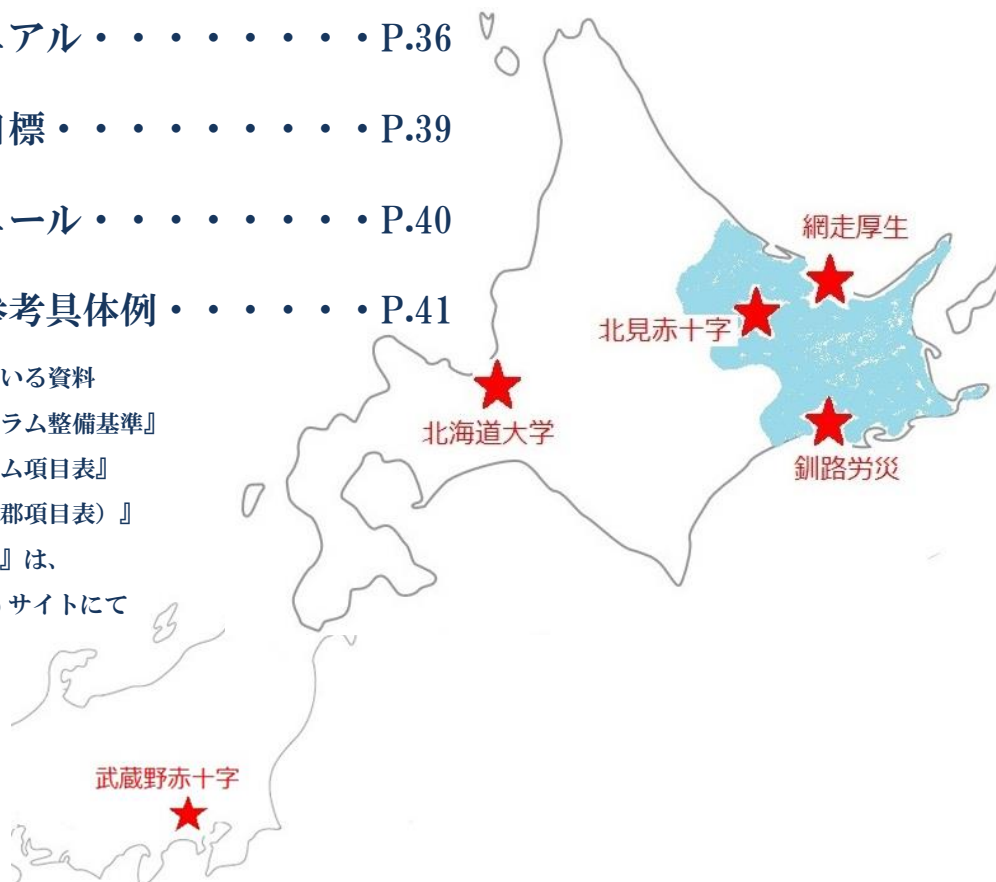 ュアル・・・・・・・・P.36
目標・・・・・・・・・P.39
ュール・・・・・・・・P.40
参考具体例・・・・・・P.41
いる資料
ラム整備基準』
ム項目表』
郡項目表）』
』は、
サイトにて
網走厚生
北見赤十字
北海道大学
釧路労災
武蔵野赤十字